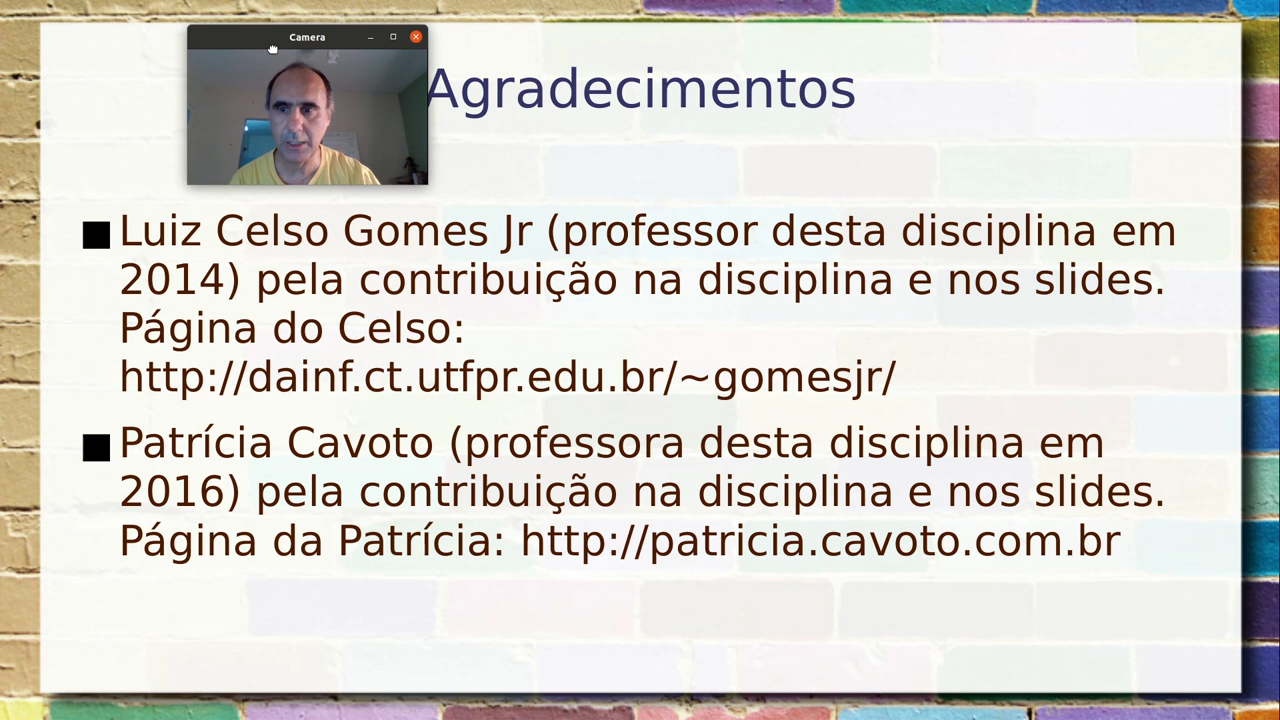 Camera
Agradecimentos
Luiz Celso Gomes Jr (professor desta disciplina em
2014) pela contribuição na disciplina e nos slides.
Página do Celso:
http://dainf.ct.utfpr.edu.br/~gomesjr/
Patrícia Cavoto (professora desta disciplina em
2016) pela contribuição na disciplina e nos slides.
Página da Patrícia: http://patricia.cavoto.com.br